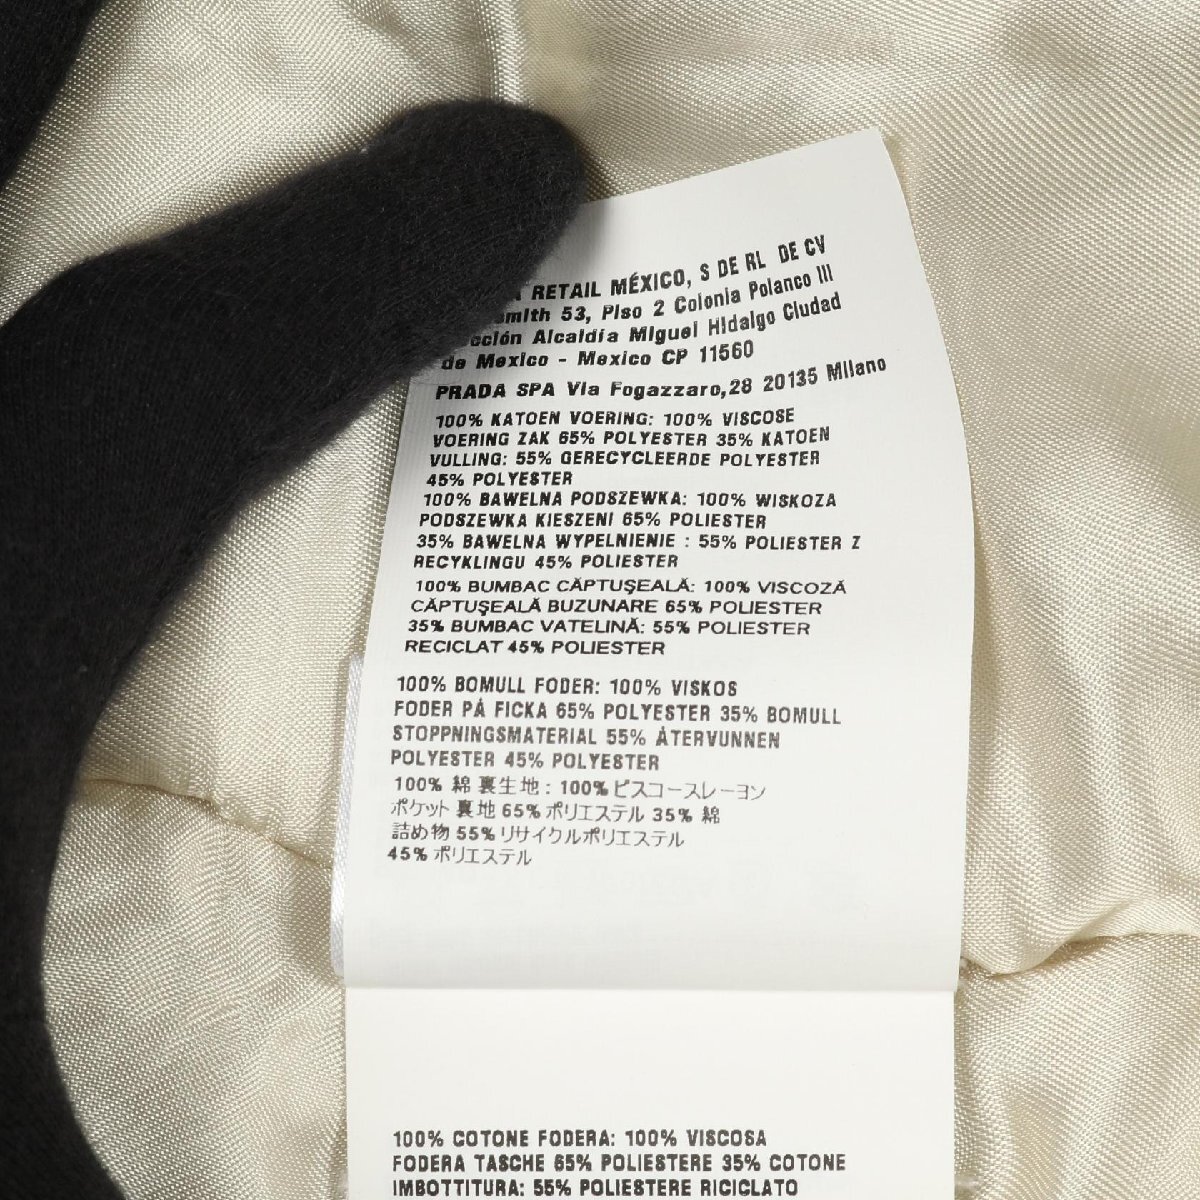 RETAIL MÉXICO, S DE RL DE CV
smith 53, Piso 2 Colonia Polanco III
cción Alcaldía Miguel Hidalgo Ciudad
de Mexico - Mexico CP 11560
PRADA SPA Via Fogazzaro,28 20135 Milano
100% KATOEN VOERING: 100% VISCOSE
VOERING ZAK 65% POLYESTER 35% KATOEN
VULLING: 55% GERECYCLEERDE POLYESTER
45% POLYESTER
100% BAWELNA PODSZEWKA: 100% WISKOZA
PODSZEWKA KIESZENI 65% POLIESTER
35% BAWELNA WYPELNIENIE : 55% POLIESTER Z
RECYKLINGU 45% POLIESTER
100% BUMBAC CĂPTUŞEALĂ: 100% VISCOZĂ
CĂPTUŞEALĂ BUZUNARE 65% POLIESTER
35% BUMBAC VATELINĂ: 55% POLIESTER
RECICLAT 45% POLIESTER
100% BOMULL FODER: 100% VISKOS
FODER PÅ FICKA 65% POLYESTER 35% BOMULL
STOPPNINGSMATERIAL 55% ÅTERVUNNEN
POLYESTER 45% POLYESTER
100% 綿 裏生地 : 100% ビスコースレーヨン
ポケット 裏地 65% ポリエステル 35% 綿
詰め物 55% リサイクルポリエステル
45% ポリエステル
100% COTONE FODERA: 100% VISCOSA
FODERA TASCHE 65% POLIESTERE 35% COTONE
IMBOTTITURA: 55% POLIESTERE RICICLATO